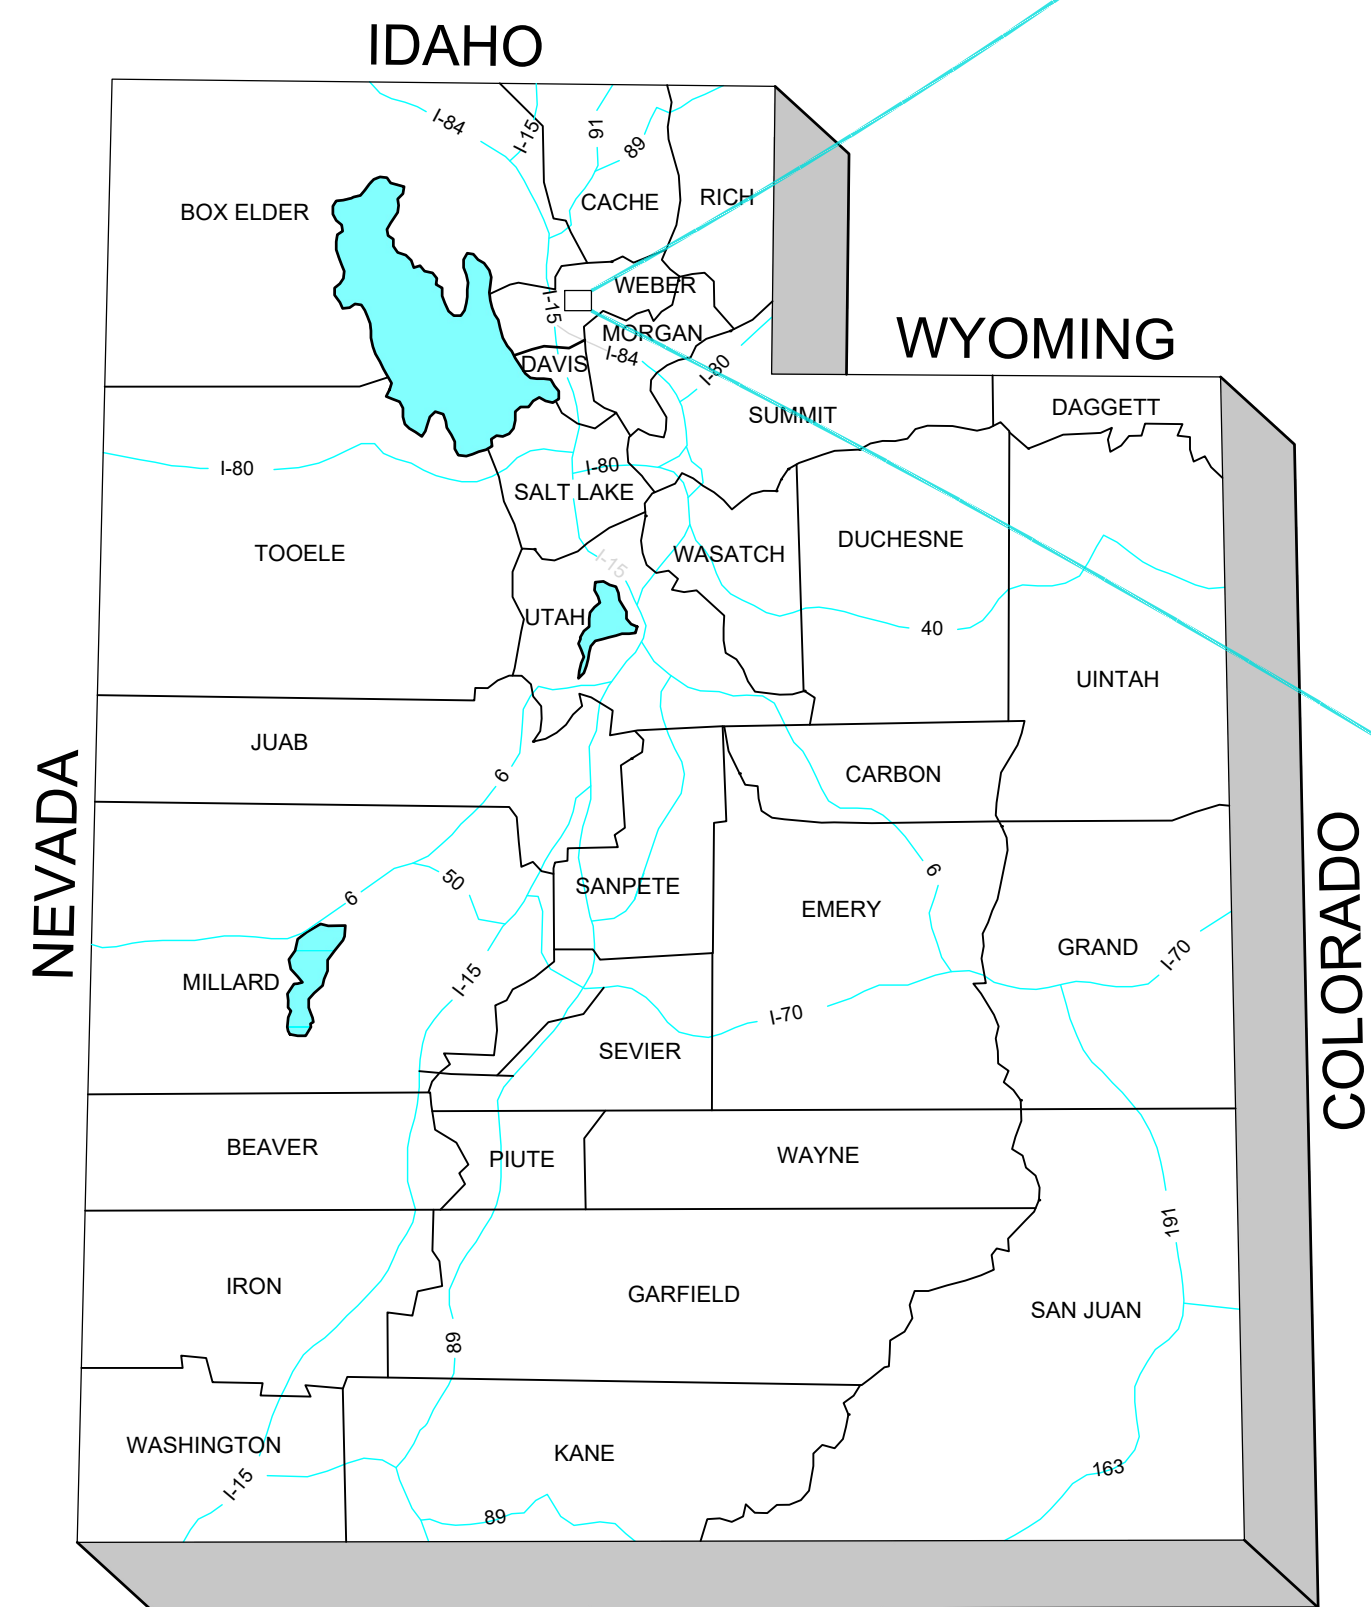 IDAHO
I-84
I-15
91
89
BOX ELDER
CACHE
RICH
WEBER
I-15
MORGAN
I-84
DAVIS
I-80
WYOMING
SUMMIT
DAGGETT
I-80
I-80
SALT LAKE
TOOELE
I-15
WASATCH
DUCHESNE
UTAH
40
UINTAH
JUAB
6
CARBON
NEVADA
COLORADO
6
50
SANPETE
6
EMERY
GRAND
I-70
MILLARD
I-15
I-70
SEVIER
BEAVER
PIUTE
WAYNE
191
IRON
GARFIELD
SAN JUAN
89
WASHINGTON
KANE
I-15
163
89